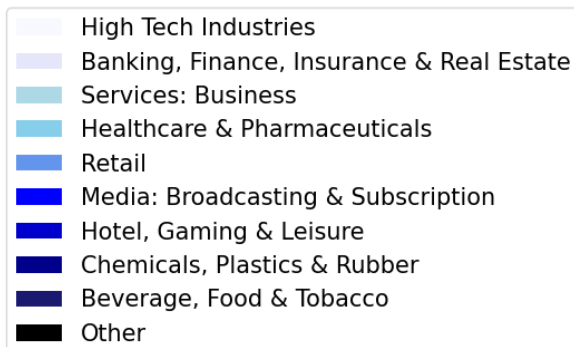 High Tech Industries
Banking, Finance, Insurance & Real Estate
Services: Business
Healthcare & Pharmaceuticals
Retail
Media: Broadcasting & Subscription
Hotel, Gaming & Leisure
Chemicals, Plastics & Rubber
Beverage, Food & Tobacco
Other